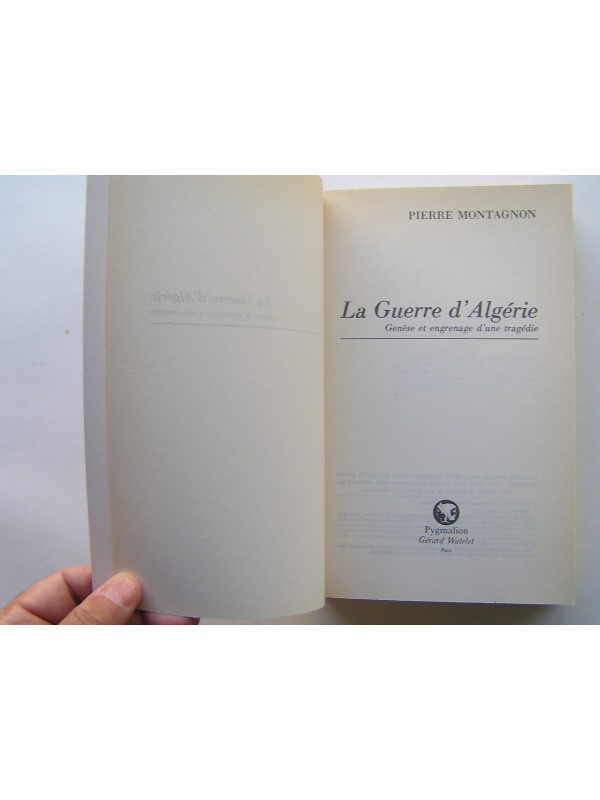 PIERRE MONTAGNON
La Guerre d'Algérie
Genèse et engrenage d'une tragédie
Pygmalion
Gérard Watelet
Paris